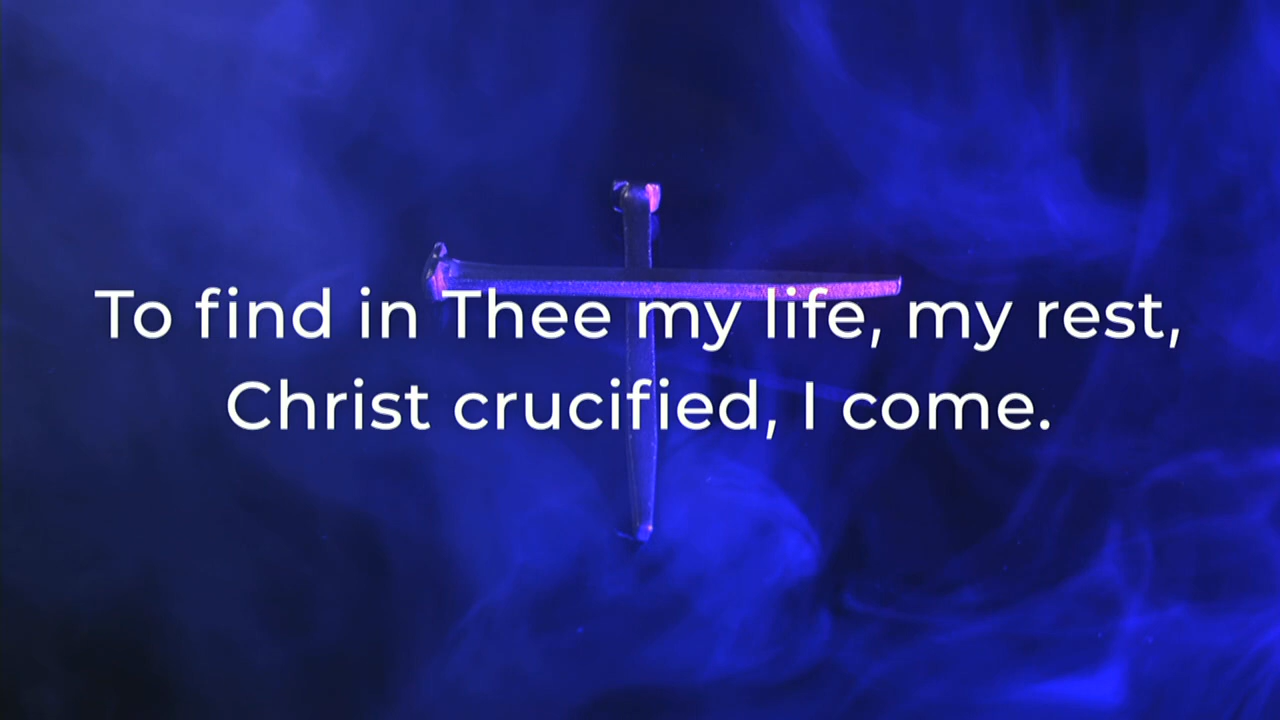 To find in Thee my life, my rest,
Christ crucified, I come.